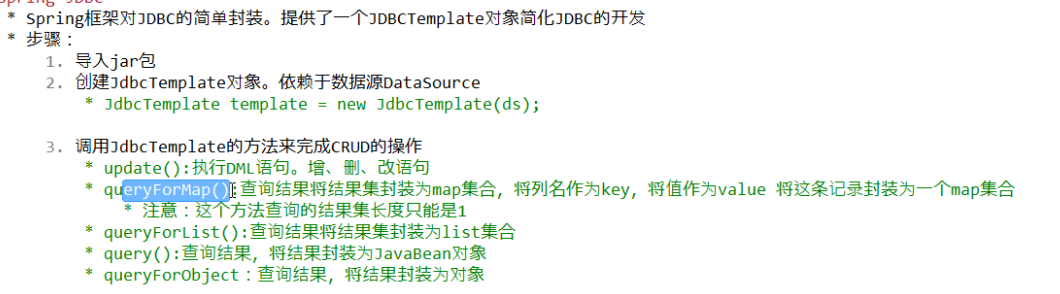 Spring JDBC
* Spring框架对JDBC的简单封装。提供了一个JDBCTemplate对象简化JDBC的开发
* 步骤：
1. 导入jar包
2. 创建JdbcTemplate对象。依赖于数据源DataSource
* JdbcTemplate template = new JdbcTemplate(ds);
3. 调用JdbcTemplate的方法来完成CRUD的操作
* update():执行DML语句。增、删、改语句
* queryForMap():查询结果将结果集封装为map集合，将列名作为key，将值作为value 将这条记录封装为一个map集合
* 注意：这个方法查询的结果集长度只能是1
* queryForList():查询结果将结果集封装为list集合
* query():查询结果，将结果封装为JavaBean对象
* queryForObject：查询结果，将结果封装为对象